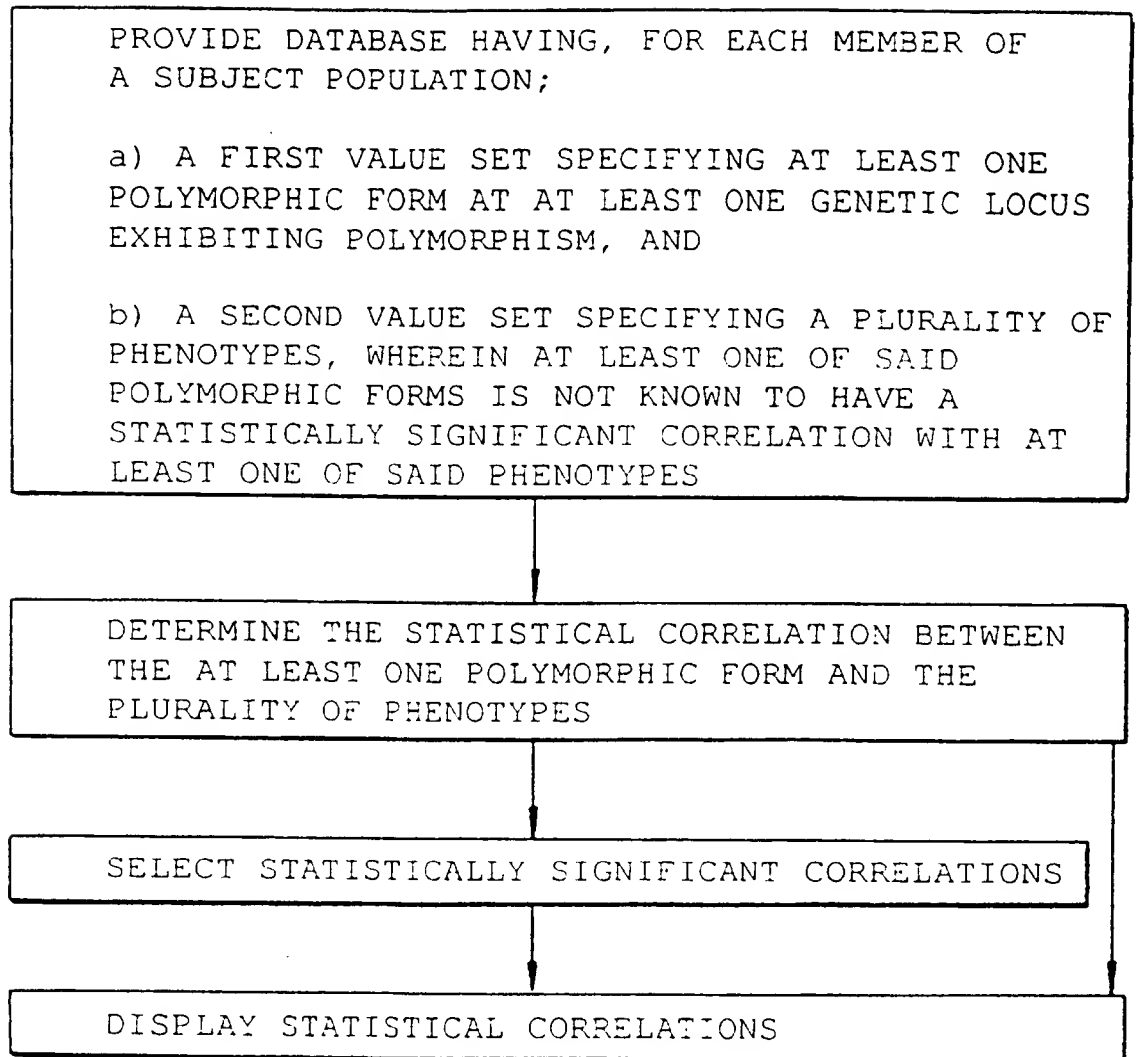 PROVIDE DATABASE HAVING, FOR EACH MEMBER OF
A SUBJECT POPULATION;
a) A FIRST VALUE SET SPECIFYING AT LEAST ONE
POLYMORPHIC FORM AT AT LEAST ONE GENETIC LOCUS
EXHIBITING POLYMORPHISM, AND
b) A SECOND VALUE SET SPECIFYING A PLURALITY OF
PHENOTYPES, WHEREIN AT LEAST ONE OF SAID
POLYMORPHIC FORMS IS NOT KNOWN TO HAVE A
STATISTICALLY SIGNIFICANT CORRELATION WITH AT
LEAST ONE OF SAID PHENOTYPES
DETERMINE THE STATISTICAL CORRELATION BETWEEN
THE AT LEAST ONE POLYMORPHIC FORM AND THE
PLURALITY OF PHENOTYPES
SELECT STATISTICALLY SIGNIFICANT CORRELATIONS
DISPLAY STATISTICAL CORRELATIONS